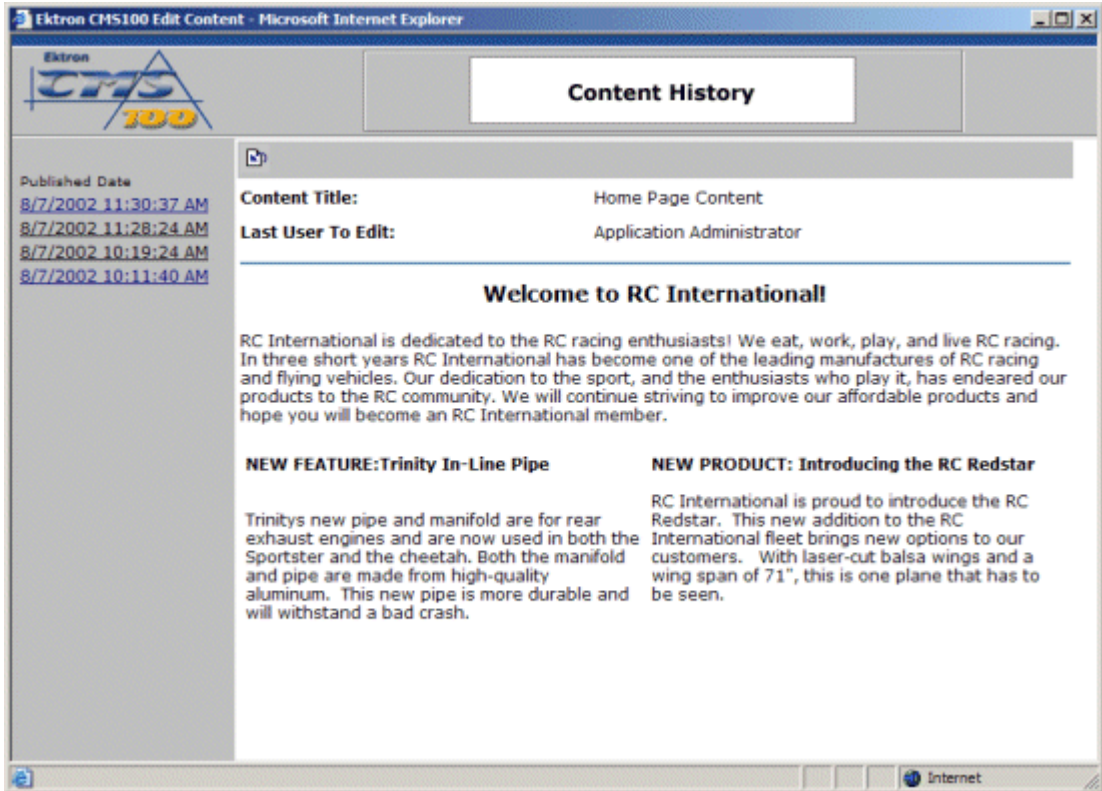 Ektron CMS100 Edit Content - Microsoft Internet Explorer
Ektron
CMS
100
Content History
Published Date
8/7/2002 11:30:37 AM
8/7/2002 11:28:24 AM
8/7/2002 10:19:24 AM
8/7/2002 10:11:40 AM
Content Title: Home Page Content
Last User To Edit: Application Administrator
Welcome to RC International!
RC International is dedicated to the RC racing enthusiasts! We eat, work, play, and live RC racing.
In three short years RC International has become one of the leading manufactures of RC racing
and flying vehicles. Our dedication to the sport, and the enthusiasts who play it, has endeared our
products to the RC community. We will continue striving to improve our affordable products and
hope you will become an RC International member.
NEW FEATURE:Trinity In-Line Pipe
Trinitys new pipe and manifold are for rear
exhaust engines and are now used in both the
Sportster and the cheetah. Both the manifold
and pipe are made from high-quality
aluminum. This new pipe is more durable and
will withstand a bad crash.
NEW PRODUCT: Introducing the RC Redstar
RC International is proud to introduce the RC
Redstar. This new addition to the RC
International fleet brings new options to our
customers. With laser-cut balsa wings and a
wing span of 71", this is one plane that has to
be seen.
Internet